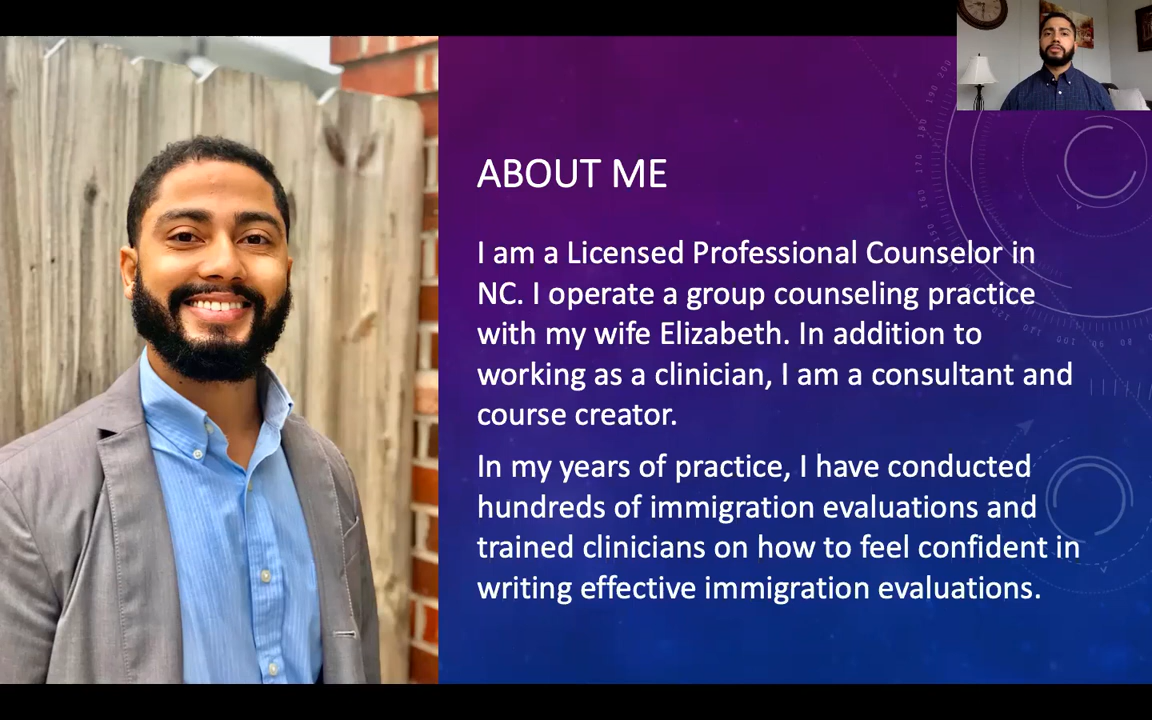 ABOUT ME
I am a Licensed Professional Counselor in
NC. I operate a group counseling practice
with my wife Elizabeth. In addition to
working as a clinician, I am a consultant and
course creator.
In my years of practice, I have conducted
hundreds of immigration evaluations and
trained clinicians on how to feel confident in
writing effective immigration evaluations.